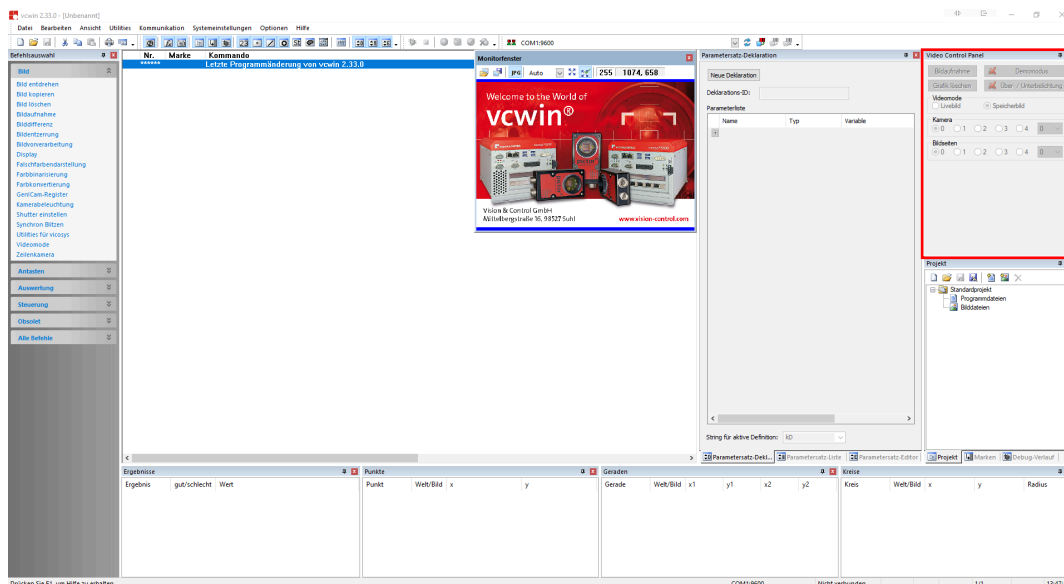 vcwin 2.33.0 - [Unbenannt]
Datei Bearbeiten Ansicht Utilities Kommunikation Systemeinstellungen Optionen Hilfe
COM1:9600
Befehlsauswahl
Bild
Bild entdrehen
Bild kopieren
Bild löschen
Bildaufnahme
Bilddifferenz
Bildentzerrung
Bildvorverarbeitung
Display
Falschfarbendarstellung
Farbbinarisierung
Farbkonvertierung
GenICam-Register
Kamerabeleuchtung
Shutter einstellen
Synchron Blitzen
Utilities für vicosys
Videomode
Zeilenkamera
Antasten
Auswertung
Steuerung
Obsolet
Alle Befehle
Nr. Marke Kommando
****** Letzte Programmänderung von vcwin 2.33.0
Monitorfenster
JPG Auto 255 1074, 658
Welcome to the World of
vcwin®
Vision & Control GmbH
Mittelbergstraße 16, 98527 Suhl www.vision-control.com
Parametersatz-Deklaration
Neue Deklaration
Deklarations-ID:
Parameterliste
Name Typ Variable
String für aktive Definition: kD
Parametersatz-Dekl... Parametersatz-Liste Parametersatz-Editor
Video Control Panel
Bildaufnahme Demomodus
Grafik löschen Über- / Unterbelichtung
Videomode
Livebild Speicherbild
Kamera
0 1 2 3 4 0
Bildseiten
0 1 2 3 4 0
Projekt
Standardprojekt
Programmdateien
Bilddateien
Projekt Marken Debug-Verlauf
Ergebnisse
Ergebnis gut/schlecht Wert
Punkte
Punkt Welt/Bild x y
Geraden
Gerade Welt/Bild x1 y1 x2 y2
Kreise
Kreis Welt/Bild x y Radius
Drücken Sie F1, um Hilfe zu erhalten. COM1:9600 Nicht verbunden 1/1 13:47